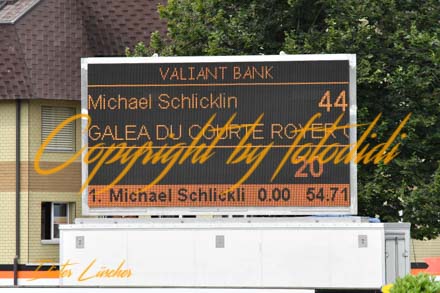 VALIANT BANK
Michael Schlicklin 44
GALEA DU COURTE ROYER C
Copyright by fotodidi
20
1. Michael Schlickli 0.00 54.71
Dieter Lüscher